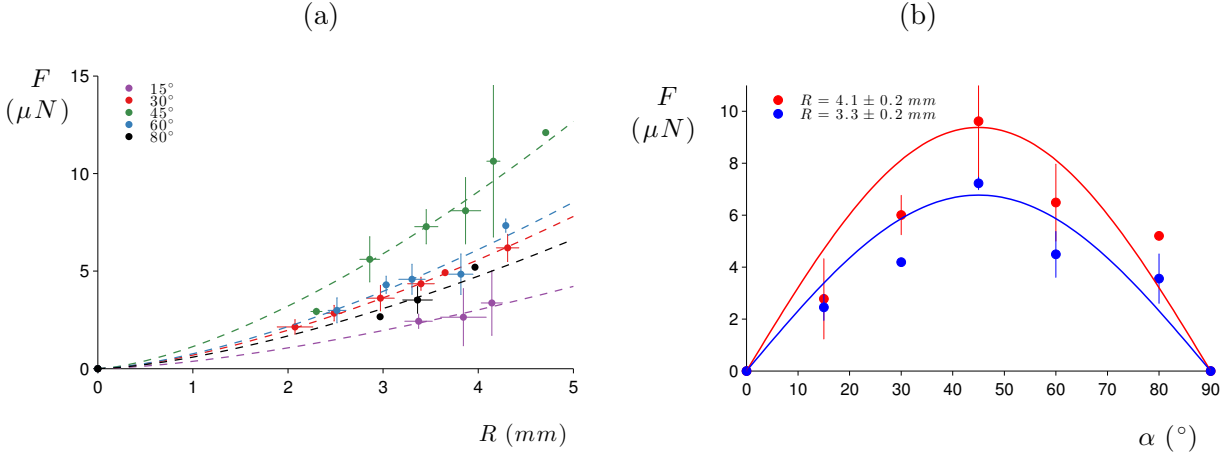 (a)
F
(μN)
15
10
5
0
15°
30°
45°
60°
80°
0 1 2 3 4 5
R (mm)
(b)
F
(μN)
10
8
6
4
2
0
R = 4.1 ± 0.2 mm
R = 3.3 ± 0.2 mm
0 10 20 30 40 50 60 70 80 90
α (°)